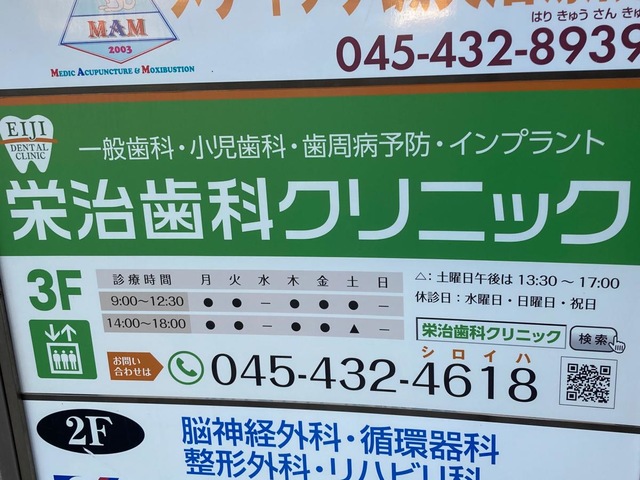 MAM
2003
MEDIC ACUPUNCTURE & MOXIBUSTION
はり きゅう さん きゅ
045-432-8939
EIJI
DENTAL
CLINIC
一般歯科・小児歯科・歯周病予防・インプラント
栄治歯科クリニック
3F
診療時間 月 火 水 木 金 土 日
9:00〜12:30 ● ● − ● ● ● −
14:00〜18:00 ● ● − ● ● ▲ −
△:土曜日午後は 13:30 〜 17:00
休診日:水曜日・日曜日・祝日
栄治歯科クリニック 検索
お問い
合わせは
シロイハ
045-432-4618
2F
脳神経外科・循環器科
整形外科・リハビリ科